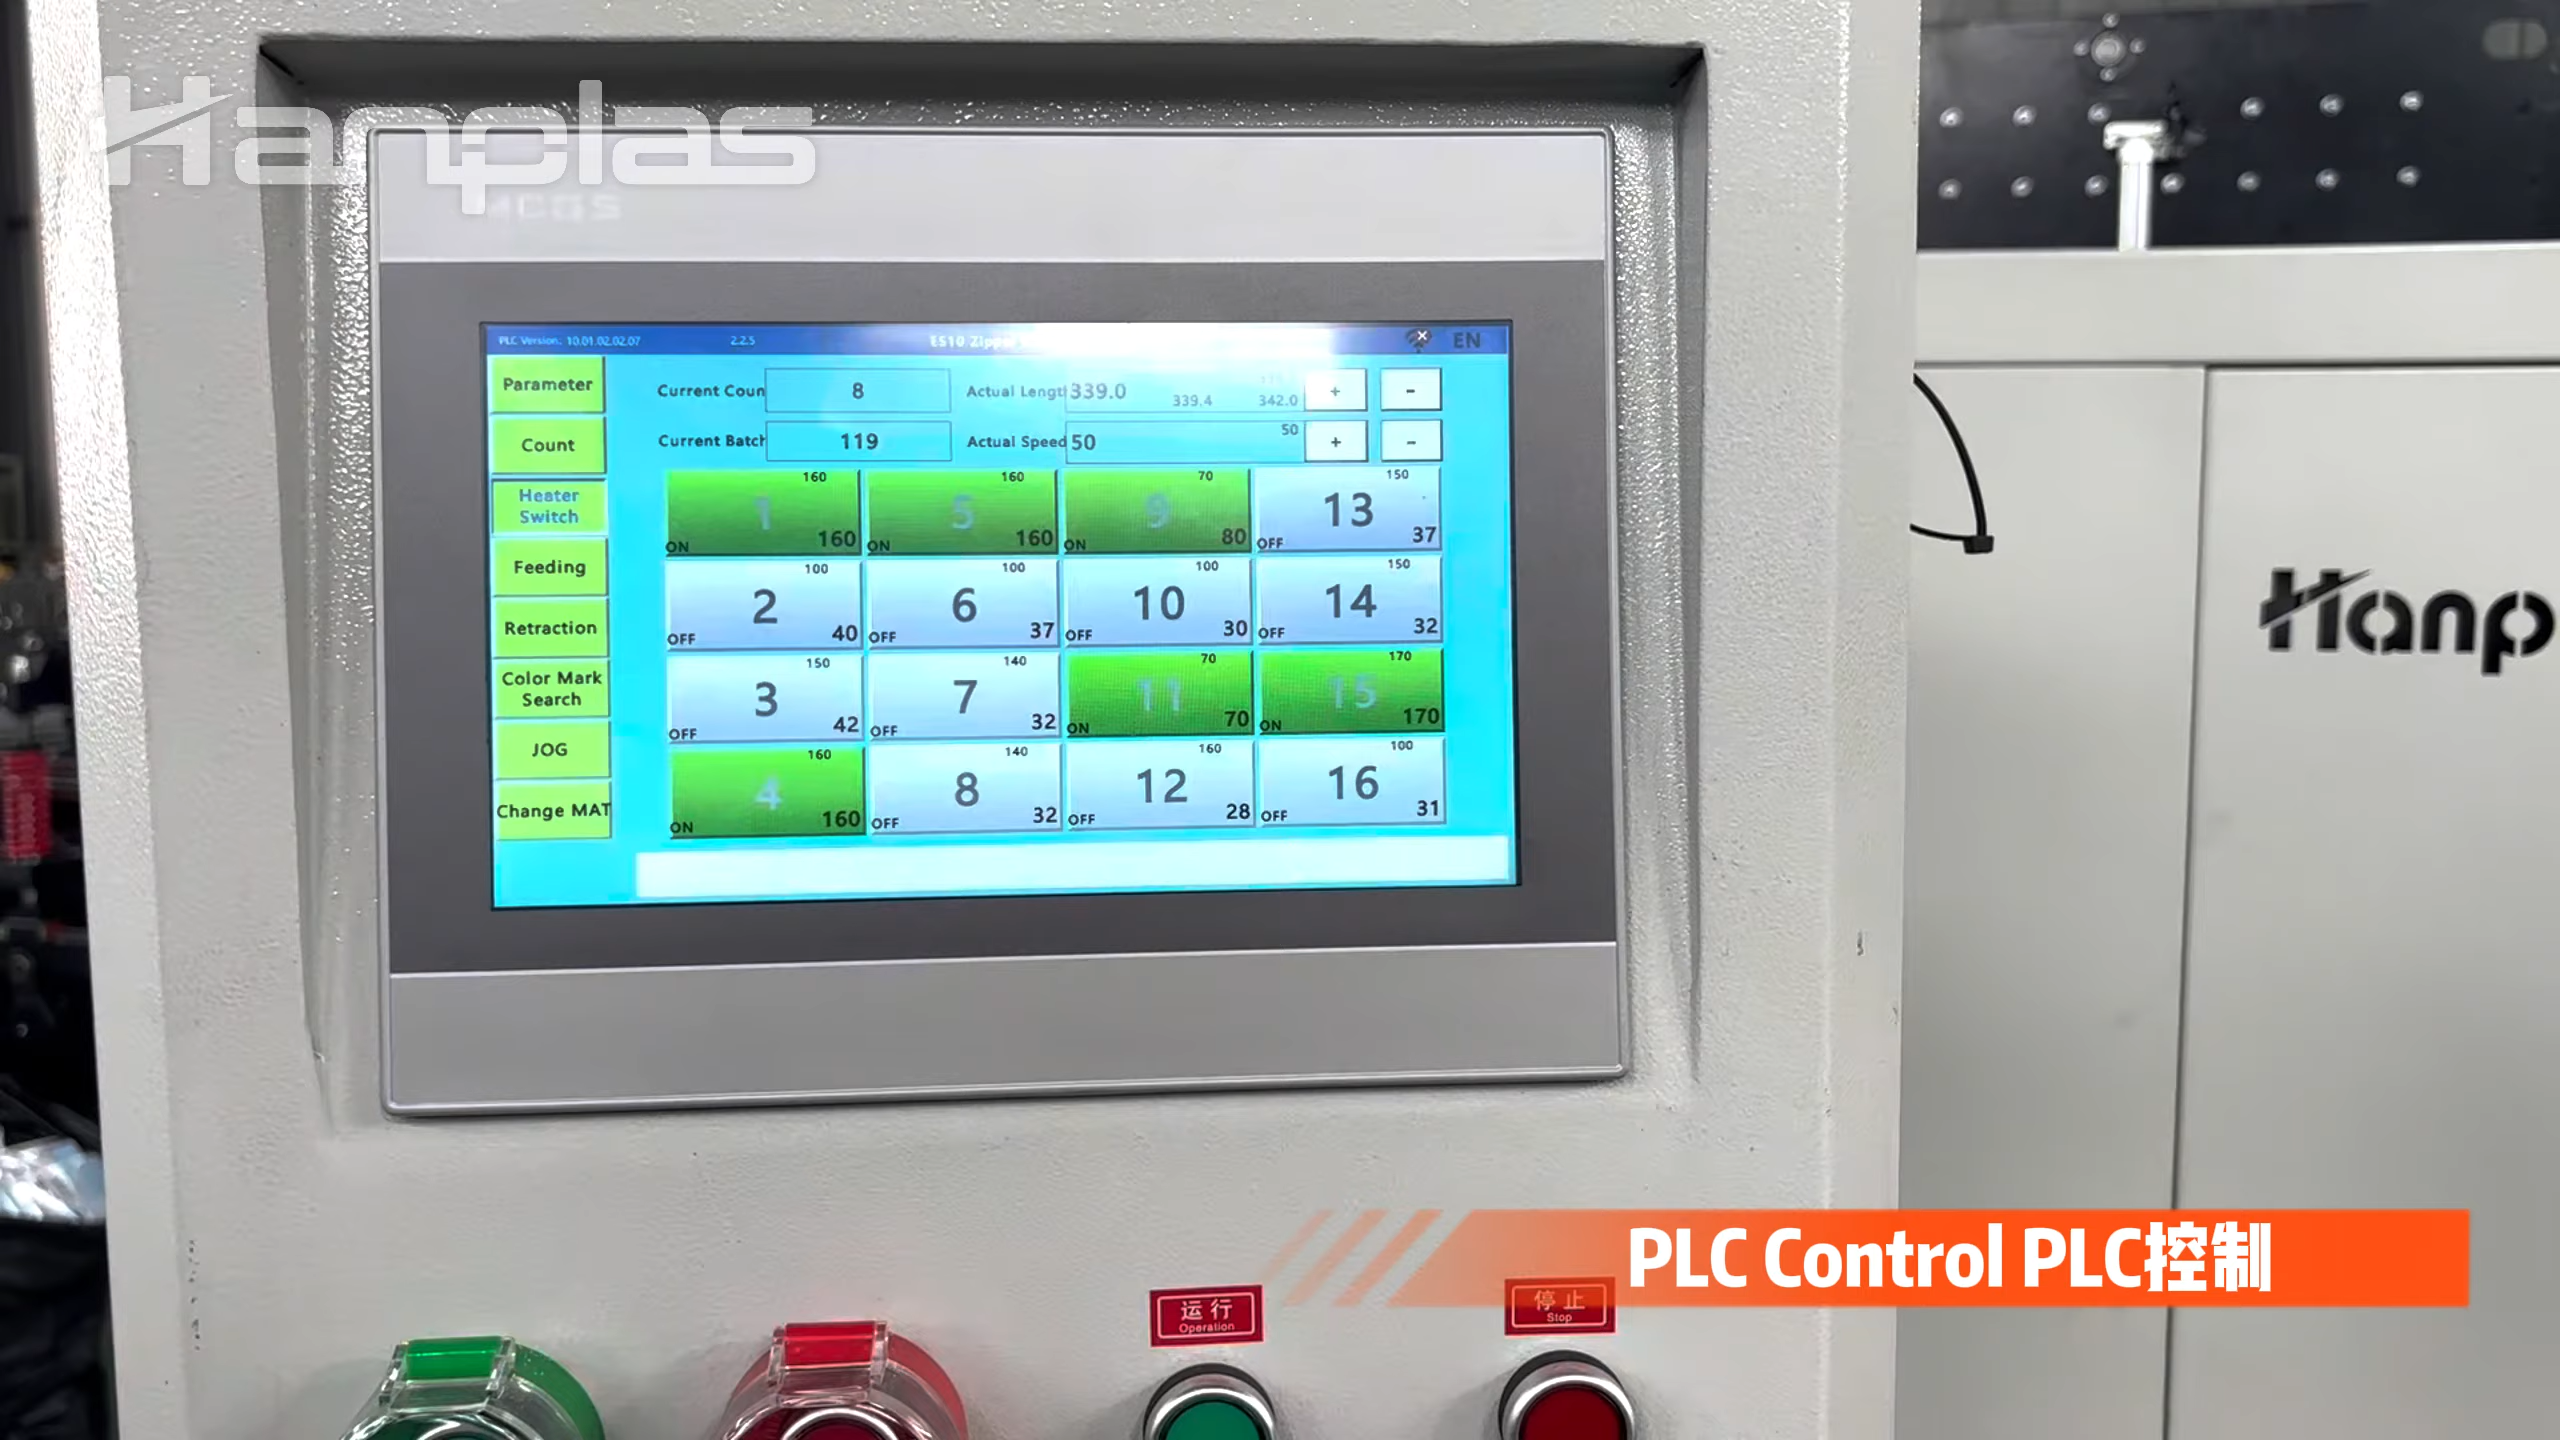 Hanplas
MCGS
PLC Version: 10.01.02.02.07
2.2.5
ES10
EN
Parameter
Count
Heater
Switch
Feeding
Retraction
Color Mark
Search
JOG
Change MAT
Current Coun
8
Actual Lengt
339.0
339.4
342.0
+
-
Current Batch
119
Actual Speed
50
50
+
-
160
1
ON
160
160
5
ON
160
70
9
ON
80
150
13
OFF
37
100
2
OFF
40
100
6
OFF
37
100
10
OFF
30
150
14
OFF
32
150
3
OFF
42
140
7
OFF
32
70
11
ON
70
170
15
ON
170
160
4
ON
160
140
8
OFF
32
160
12
OFF
28
100
16
OFF
31
Hanp
PLC Control PLC控制
运行
Operation
停止
Stop